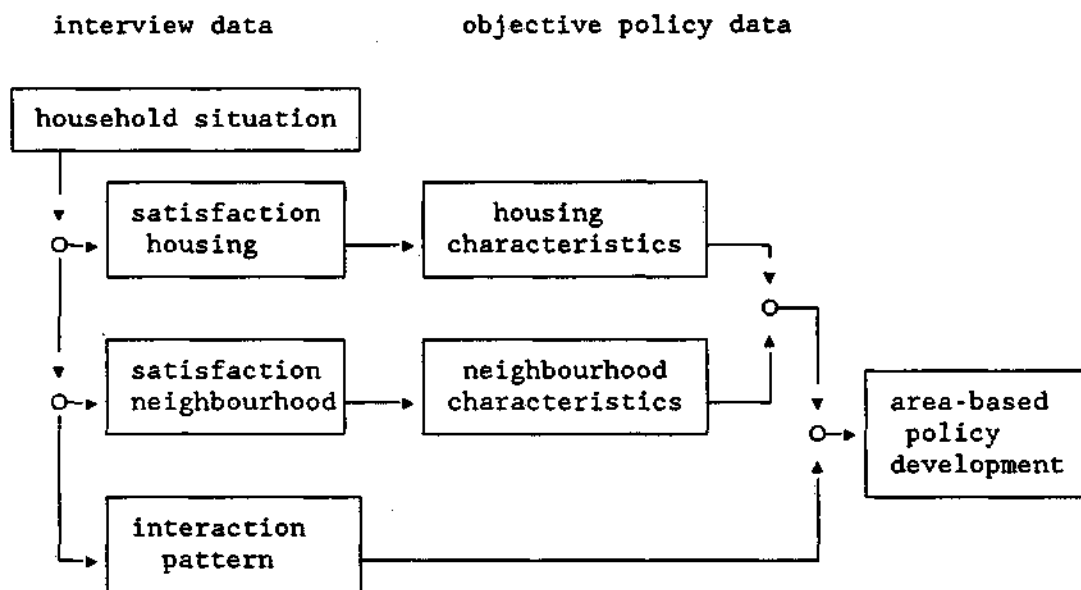 interview data
objective policy data
household situation
satisfaction
housing
housing
characteristics
satisfaction
neighbourhood
neighbourhood
characteristics
area-based
policy
development
interaction
pattern